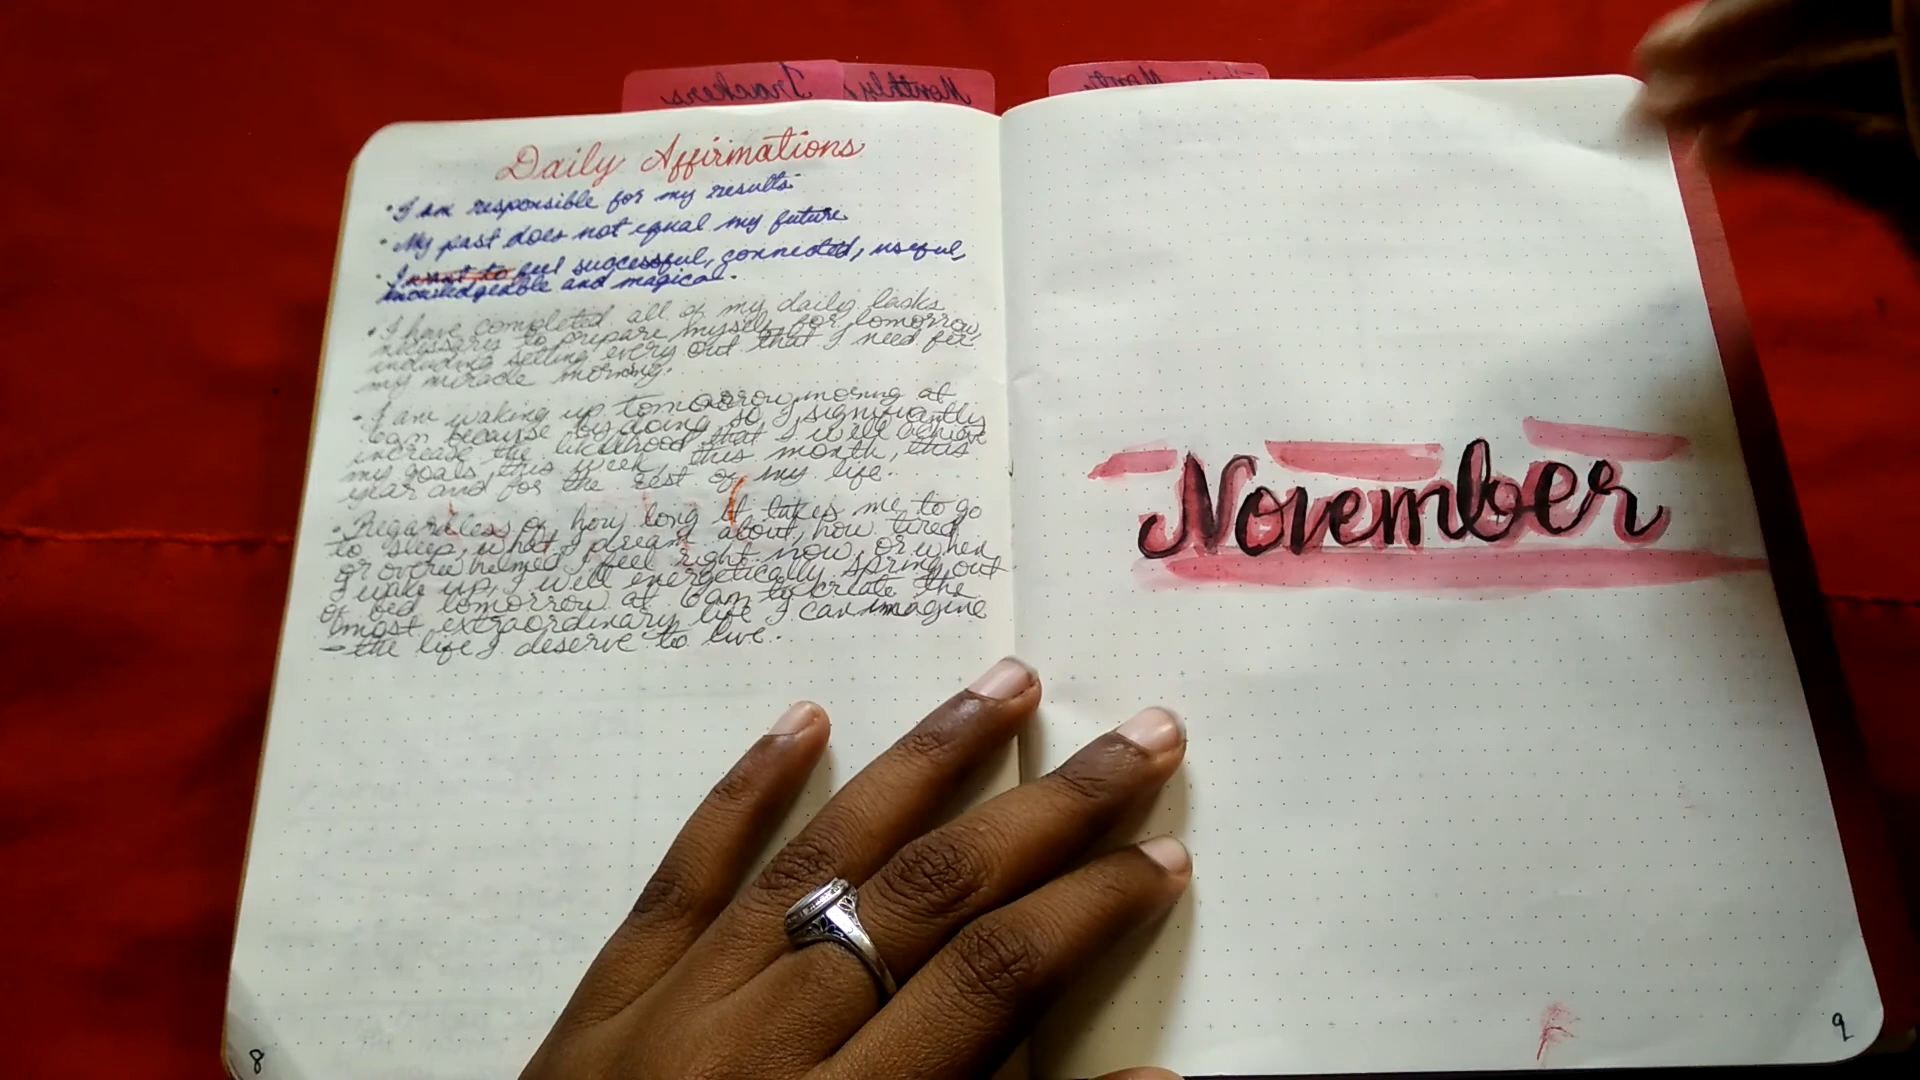 Trackers
Monthly
Daily Affirmations
• I am responsible for my results.
• My past does not equal my future
• I want to feel successful, connected, useful,
knowledgeable and magical.
• I have completed all of my daily tasks
necessary to prepare myself for tomorrow,
including setting every out that I need for
my miracle morning.
• I am waking up tomorrow morning at
6am because by doing so I significantly
increase the likelihood that I will achieve
my goals, this week, this month, this
year and for the rest of my life.
• Regardless of how long it takes me to go
to sleep, what I dream about, how tired
or overwhelmed I feel right now, or when
I wake up, I will energetically spring out
of bed tomorrow at 6am to create the
most extraordinary life I can imagine
- the life I deserve to live.
8
November
9